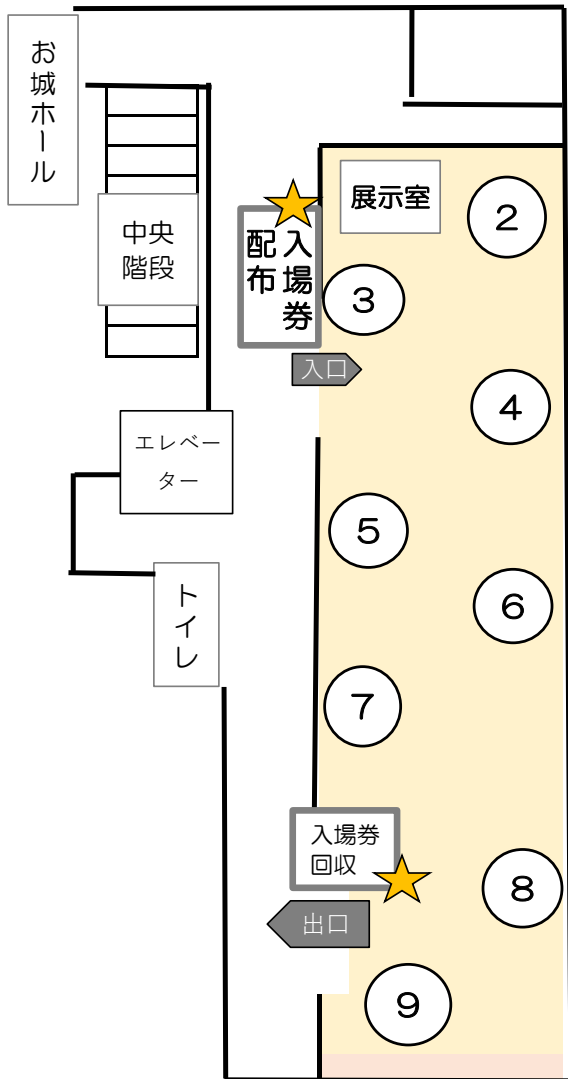 お城ホール
中央
階段
入場券
配布
展示室
②
③
入口
④
エレベー
ター
⑤
⑥
トイレ
⑦
入場券
回収
⑧
出口
⑨